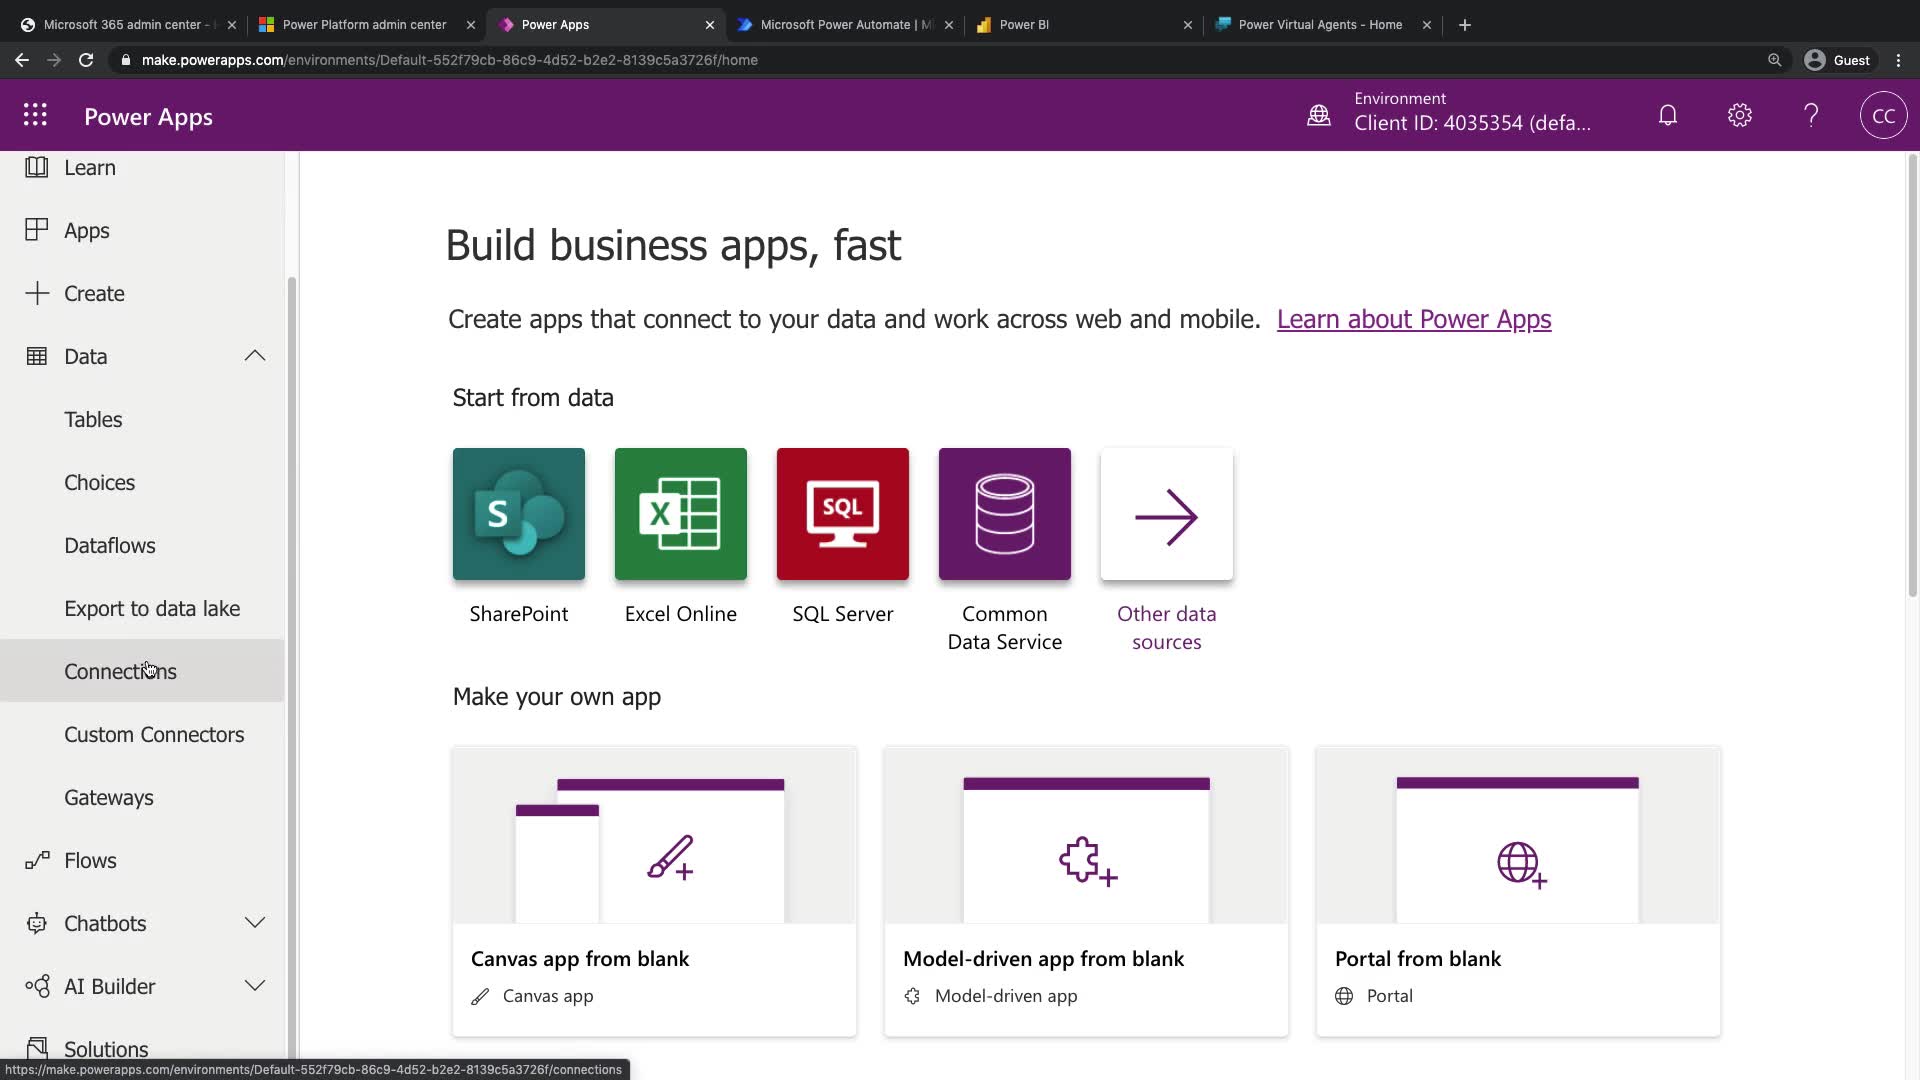 Microsoft 365 admin center -
Power Platform admin center
Power Apps
Microsoft Power Automate | M
Power BI
Power Virtual Agents - Home
make.powerapps.com/environments/Default-552f79cb-86c9-4d52-b2e2-8139c5a3726f/home
Guest
Power Apps
Environment
Client ID: 4035354 (defa...
CC
Learn
Apps
Create
Data
Tables
Choices
Dataflows
Export to data lake
Connections
Custom Connectors
Gateways
Flows
Chatbots
AI Builder
Solutions
Build business apps, fast
Create apps that connect to your data and work across web and mobile. Learn about Power Apps
Start from data
S
X
SQL
SharePoint
Excel Online
SQL Server
Common
Data Service
Other data
sources
Make your own app
Canvas app from blank
Canvas app
Model-driven app from blank
Model-driven app
Portal from blank
Portal
https://make.powerapps.com/environments/Default-552f79cb-86c9-4d52-b2e2-8139c5a3726f/connections